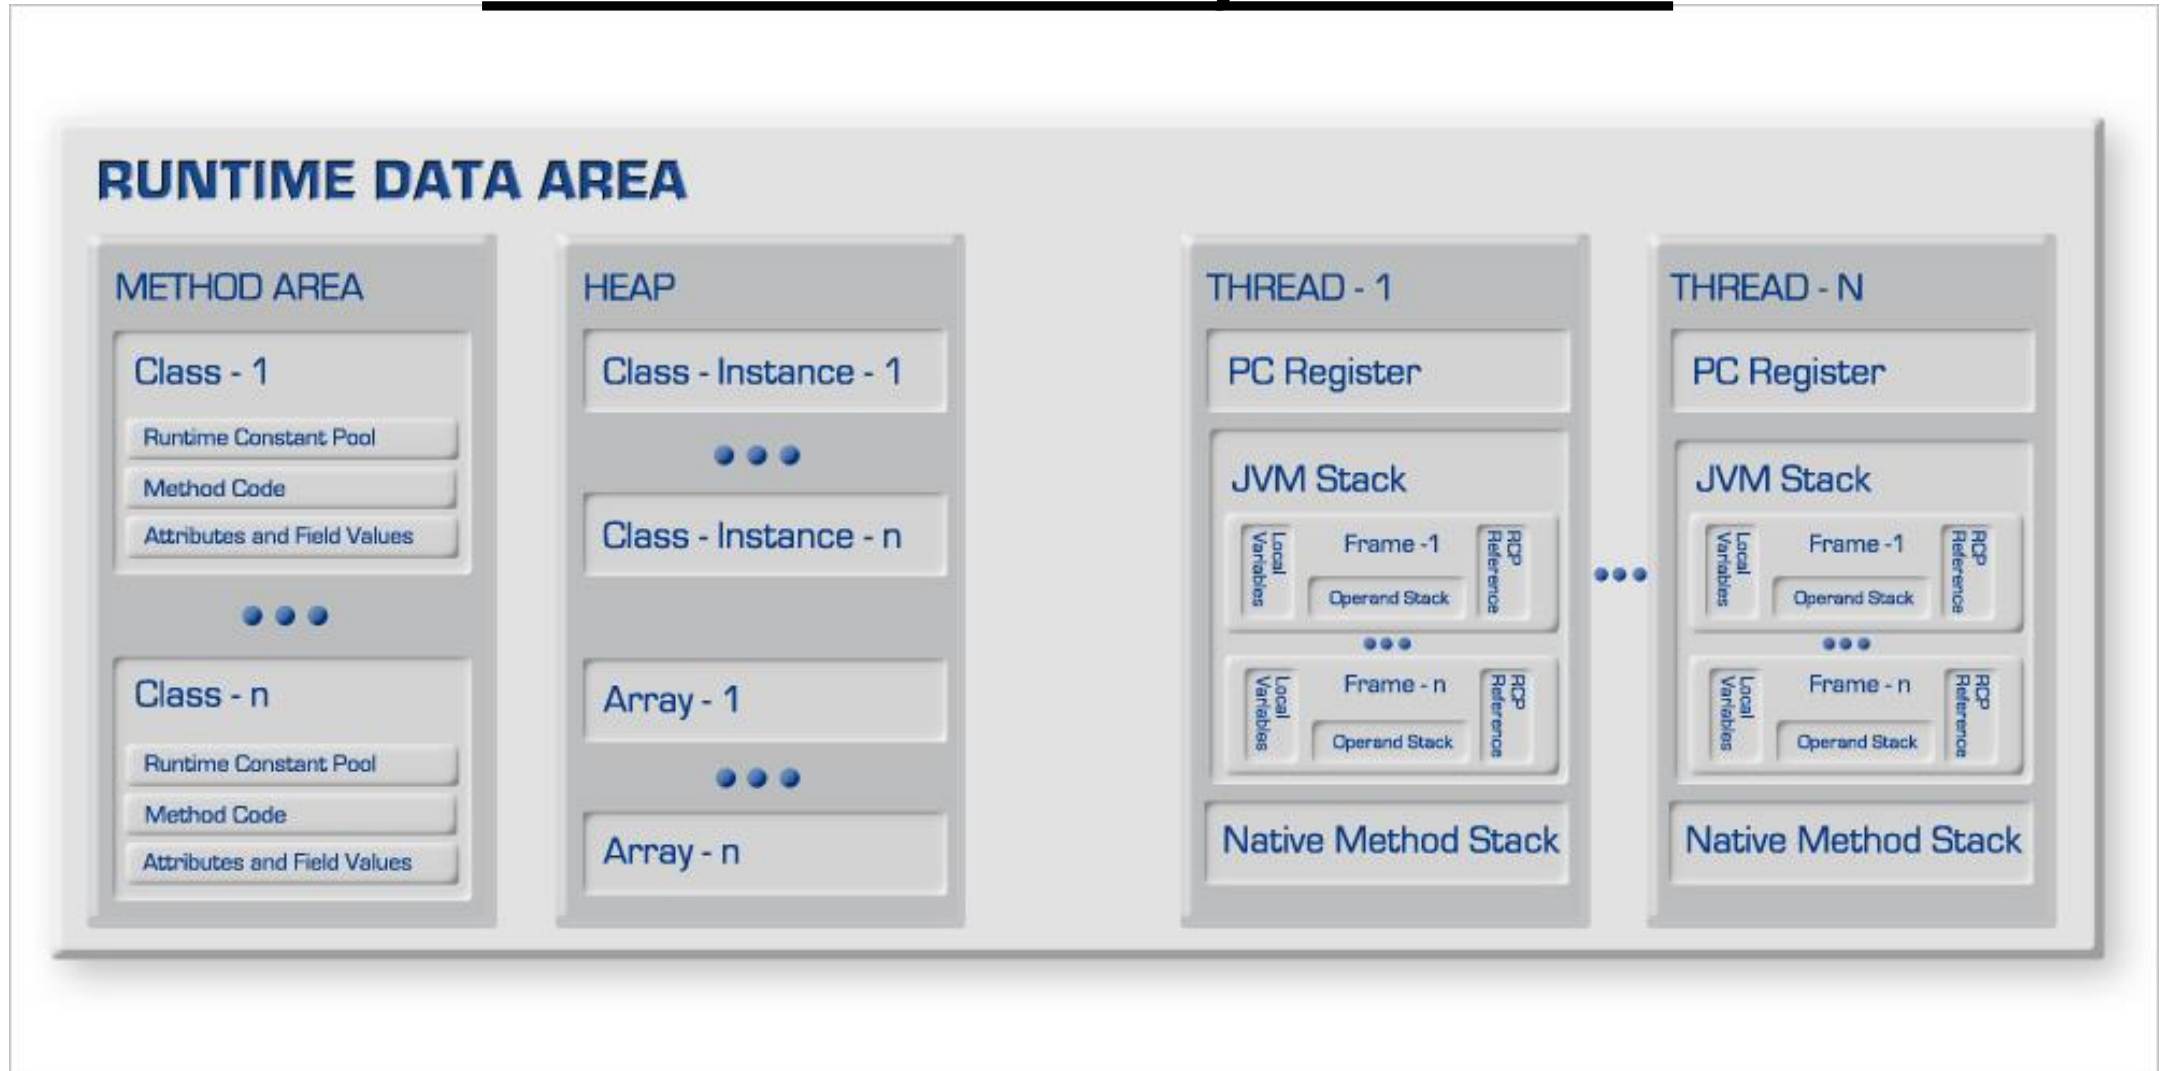 RUNTIME DATA AREA
METHOD AREA
Class - 1
Runtime Constant Pool
Method Code
Attributes and Field Values
Class - n
Runtime Constant Pool
Method Code
Attributes and Field Values
HEAP
Class - Instance - 1
Class - Instance - n
Array - 1
Array - n
THREAD - 1
PC Register
JVM Stack
Local
Variables
Frame -1
Operand Stack
RCP
Reference
Local
Variables
Frame - n
Operand Stack
RCP
Reference
Native Method Stack
THREAD - N
PC Register
JVM Stack
Local
Variables
Frame -1
Operand Stack
RCP
Reference
Local
Variables
Frame - n
Operand Stack
RCP
Reference
Native Method Stack